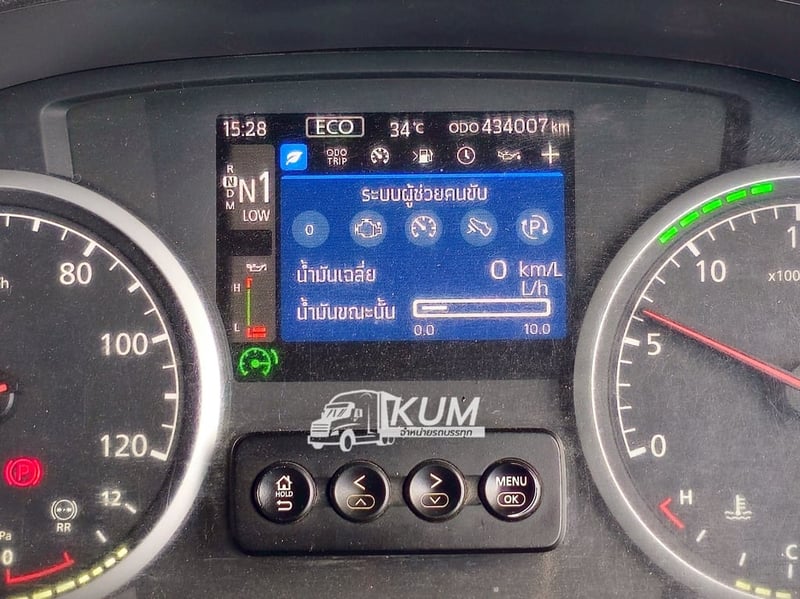 15:28 ECO 34°C ODO 434007 km
ODO
TRIP
R
N
D
M
N1
LOW
ระบบผู้ช่วยคนขับ
0
P
น้ำมันเฉลี่ย 0 km/L
L/h
น้ำมันขณะนั้น
0.0 10.0
H
L
80
100
120
10
x100
5
0
KUM
จำหน่ายรถบรรทุก
HOLD
< > MENU
OK
P
RR
12
0
H
C